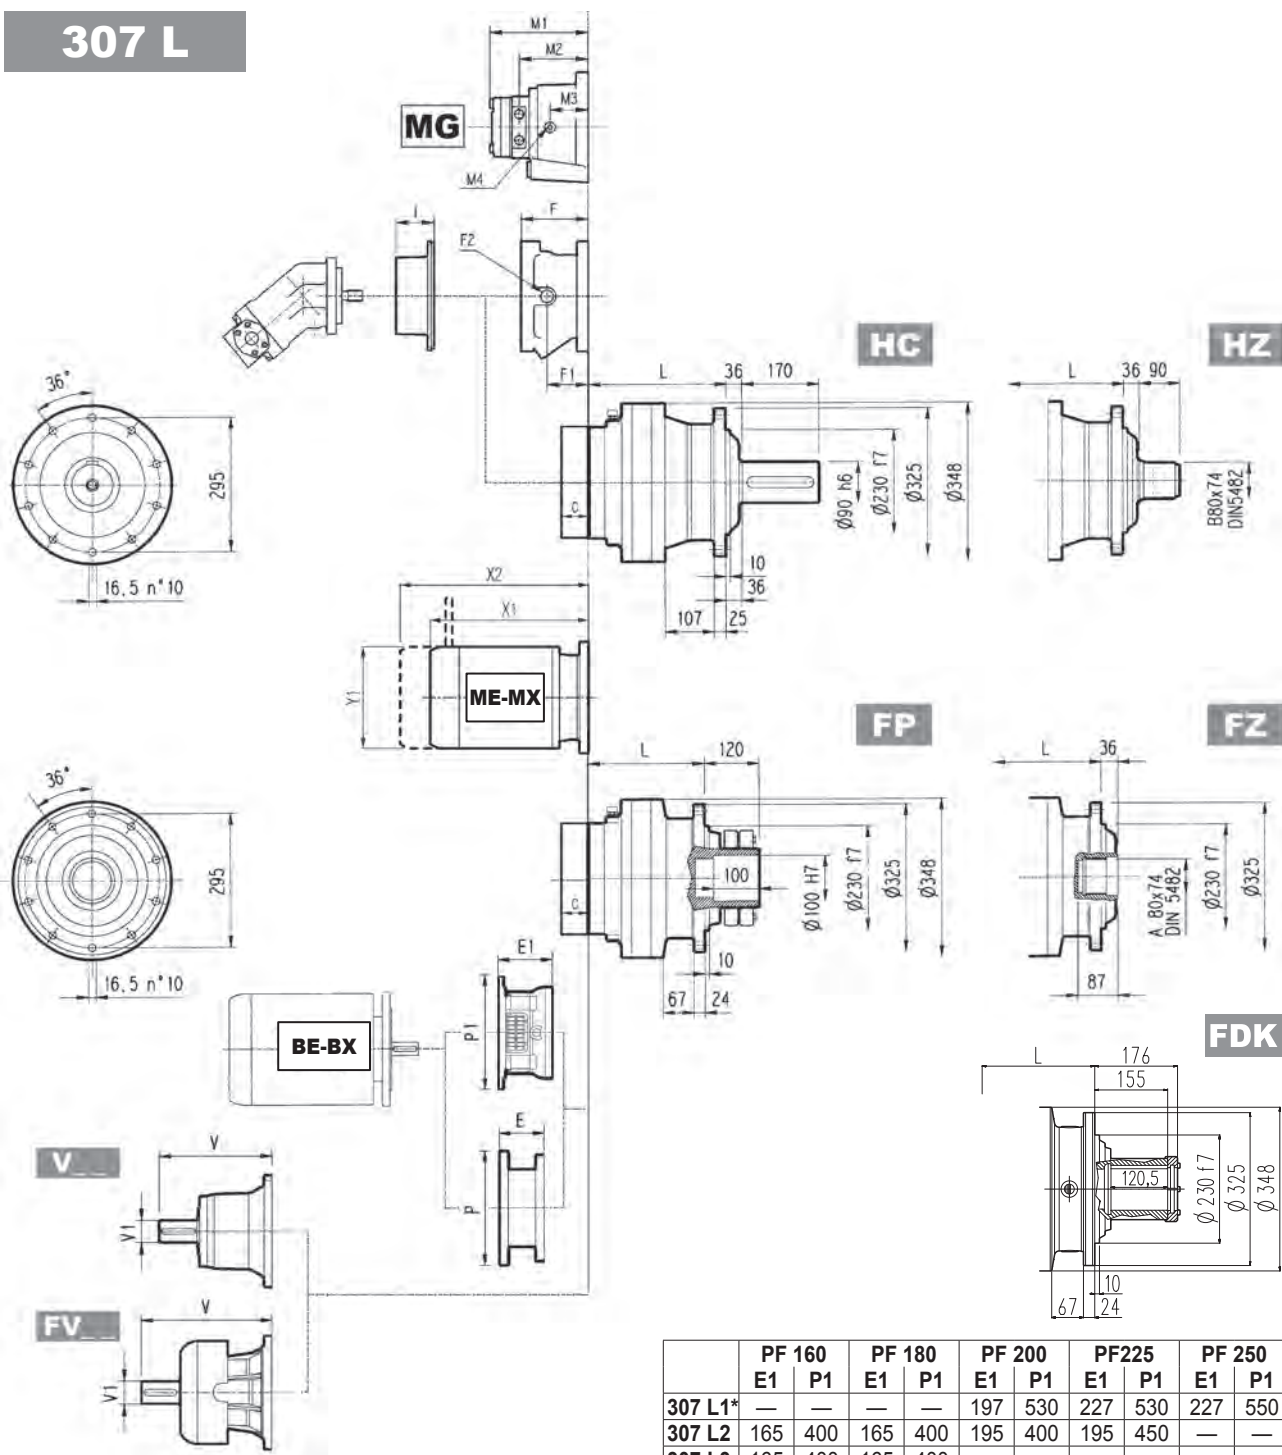 307 L
M1
M2
M3
MG
M4
I
F
F2
F1
HC
HZ
L
36
170
L
36
90
36°
295
16,5 n°10
C
Ø90 h6
Ø230 f7
Ø325
Ø348
B80x74
DIN5482
10
36
107
25
X2
X1
Y1
ME-MX
FP
FZ
L
120
L
36
36°
295
16,5 n°10
C
100
Ø100 H7
Ø230 f7
Ø325
Ø348
A 80x74
DIN 5482
Ø230 f7
Ø325
10
67
24
87
E1
P1
BE-BX
E
P
FDK
L
176
155
120,5
Ø 230 f7
Ø 325
Ø 348
10
67
24
V_ _
V
V1
FV_ _
V
V1
PF 160 PF 180 PF 200 PF225 PF 250
E1 P1 E1 P1 E1 P1 E1 P1 E1 P1
307 L1* — — — — 197 530 227 530 227 550
307 L2 165 400 165 400 195 400 195 450 — —